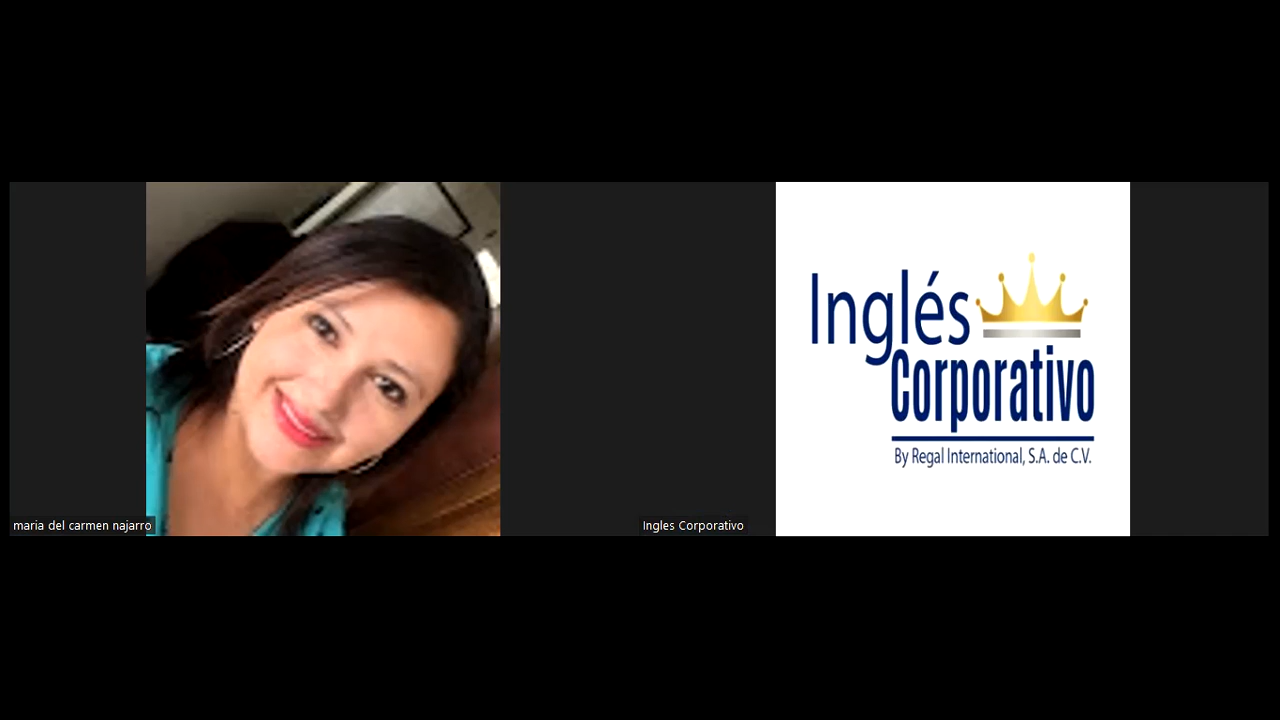 Inglés
Corporativo
By Regal International, S.A. de C.V.
maria del carmen najarro
Ingles Corporativo